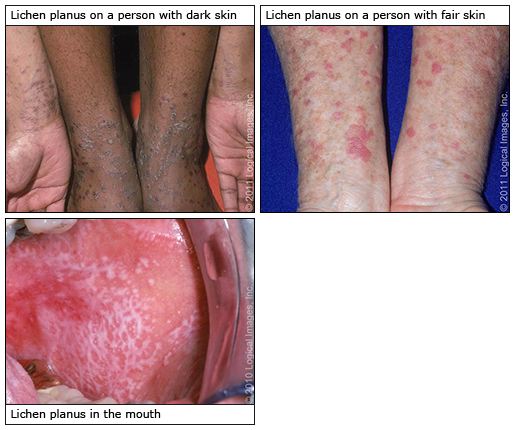 Lichen planus on a person with dark skin
Lichen planus on a person with fair skin
© 2011 Logical Images, Inc.
© 2011 Logical Images, Inc.
© 2010 Logical Images, Inc.
Lichen planus in the mouth